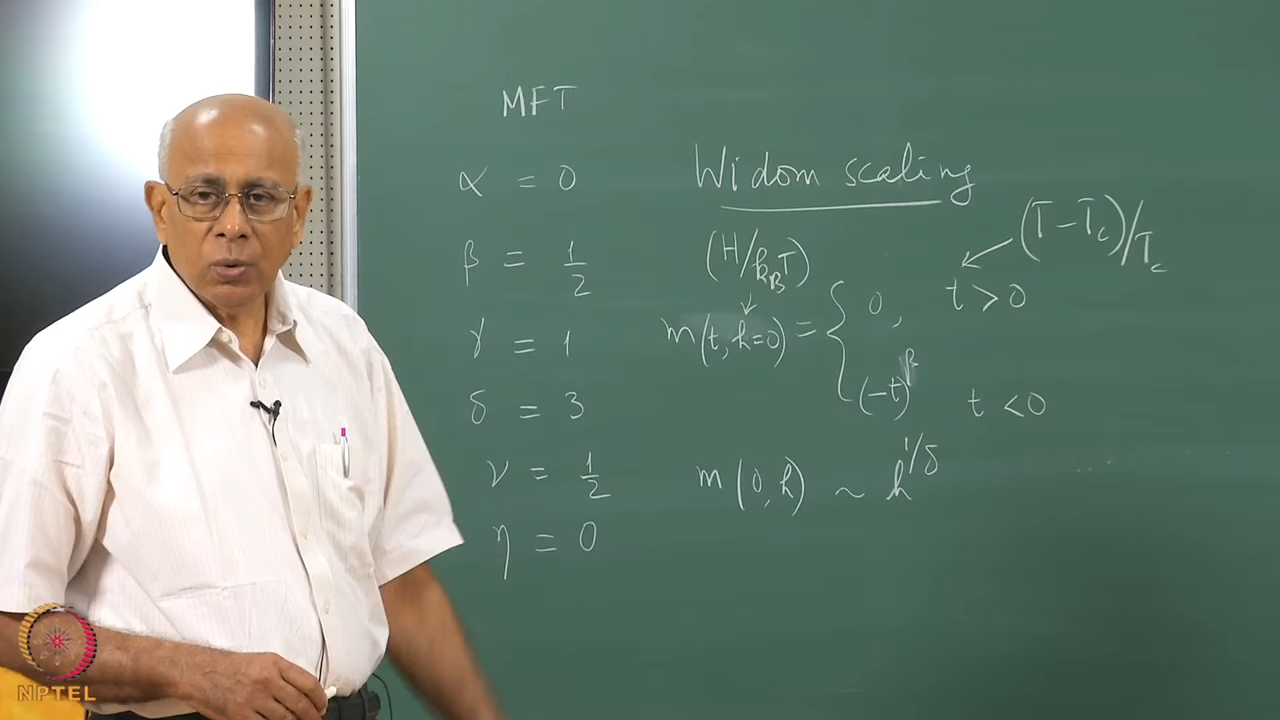 MFT
α = 0
β = 1/2
γ = 1
δ = 3
ν = 1/2
η = 0
Widom scaling
(H/k_BT)
(T-T_c)/T_c
m(t, h=0) = { 0, t > 0
(-t)^β t < 0
m(0, h) ~ h^1/δ
NPTEL